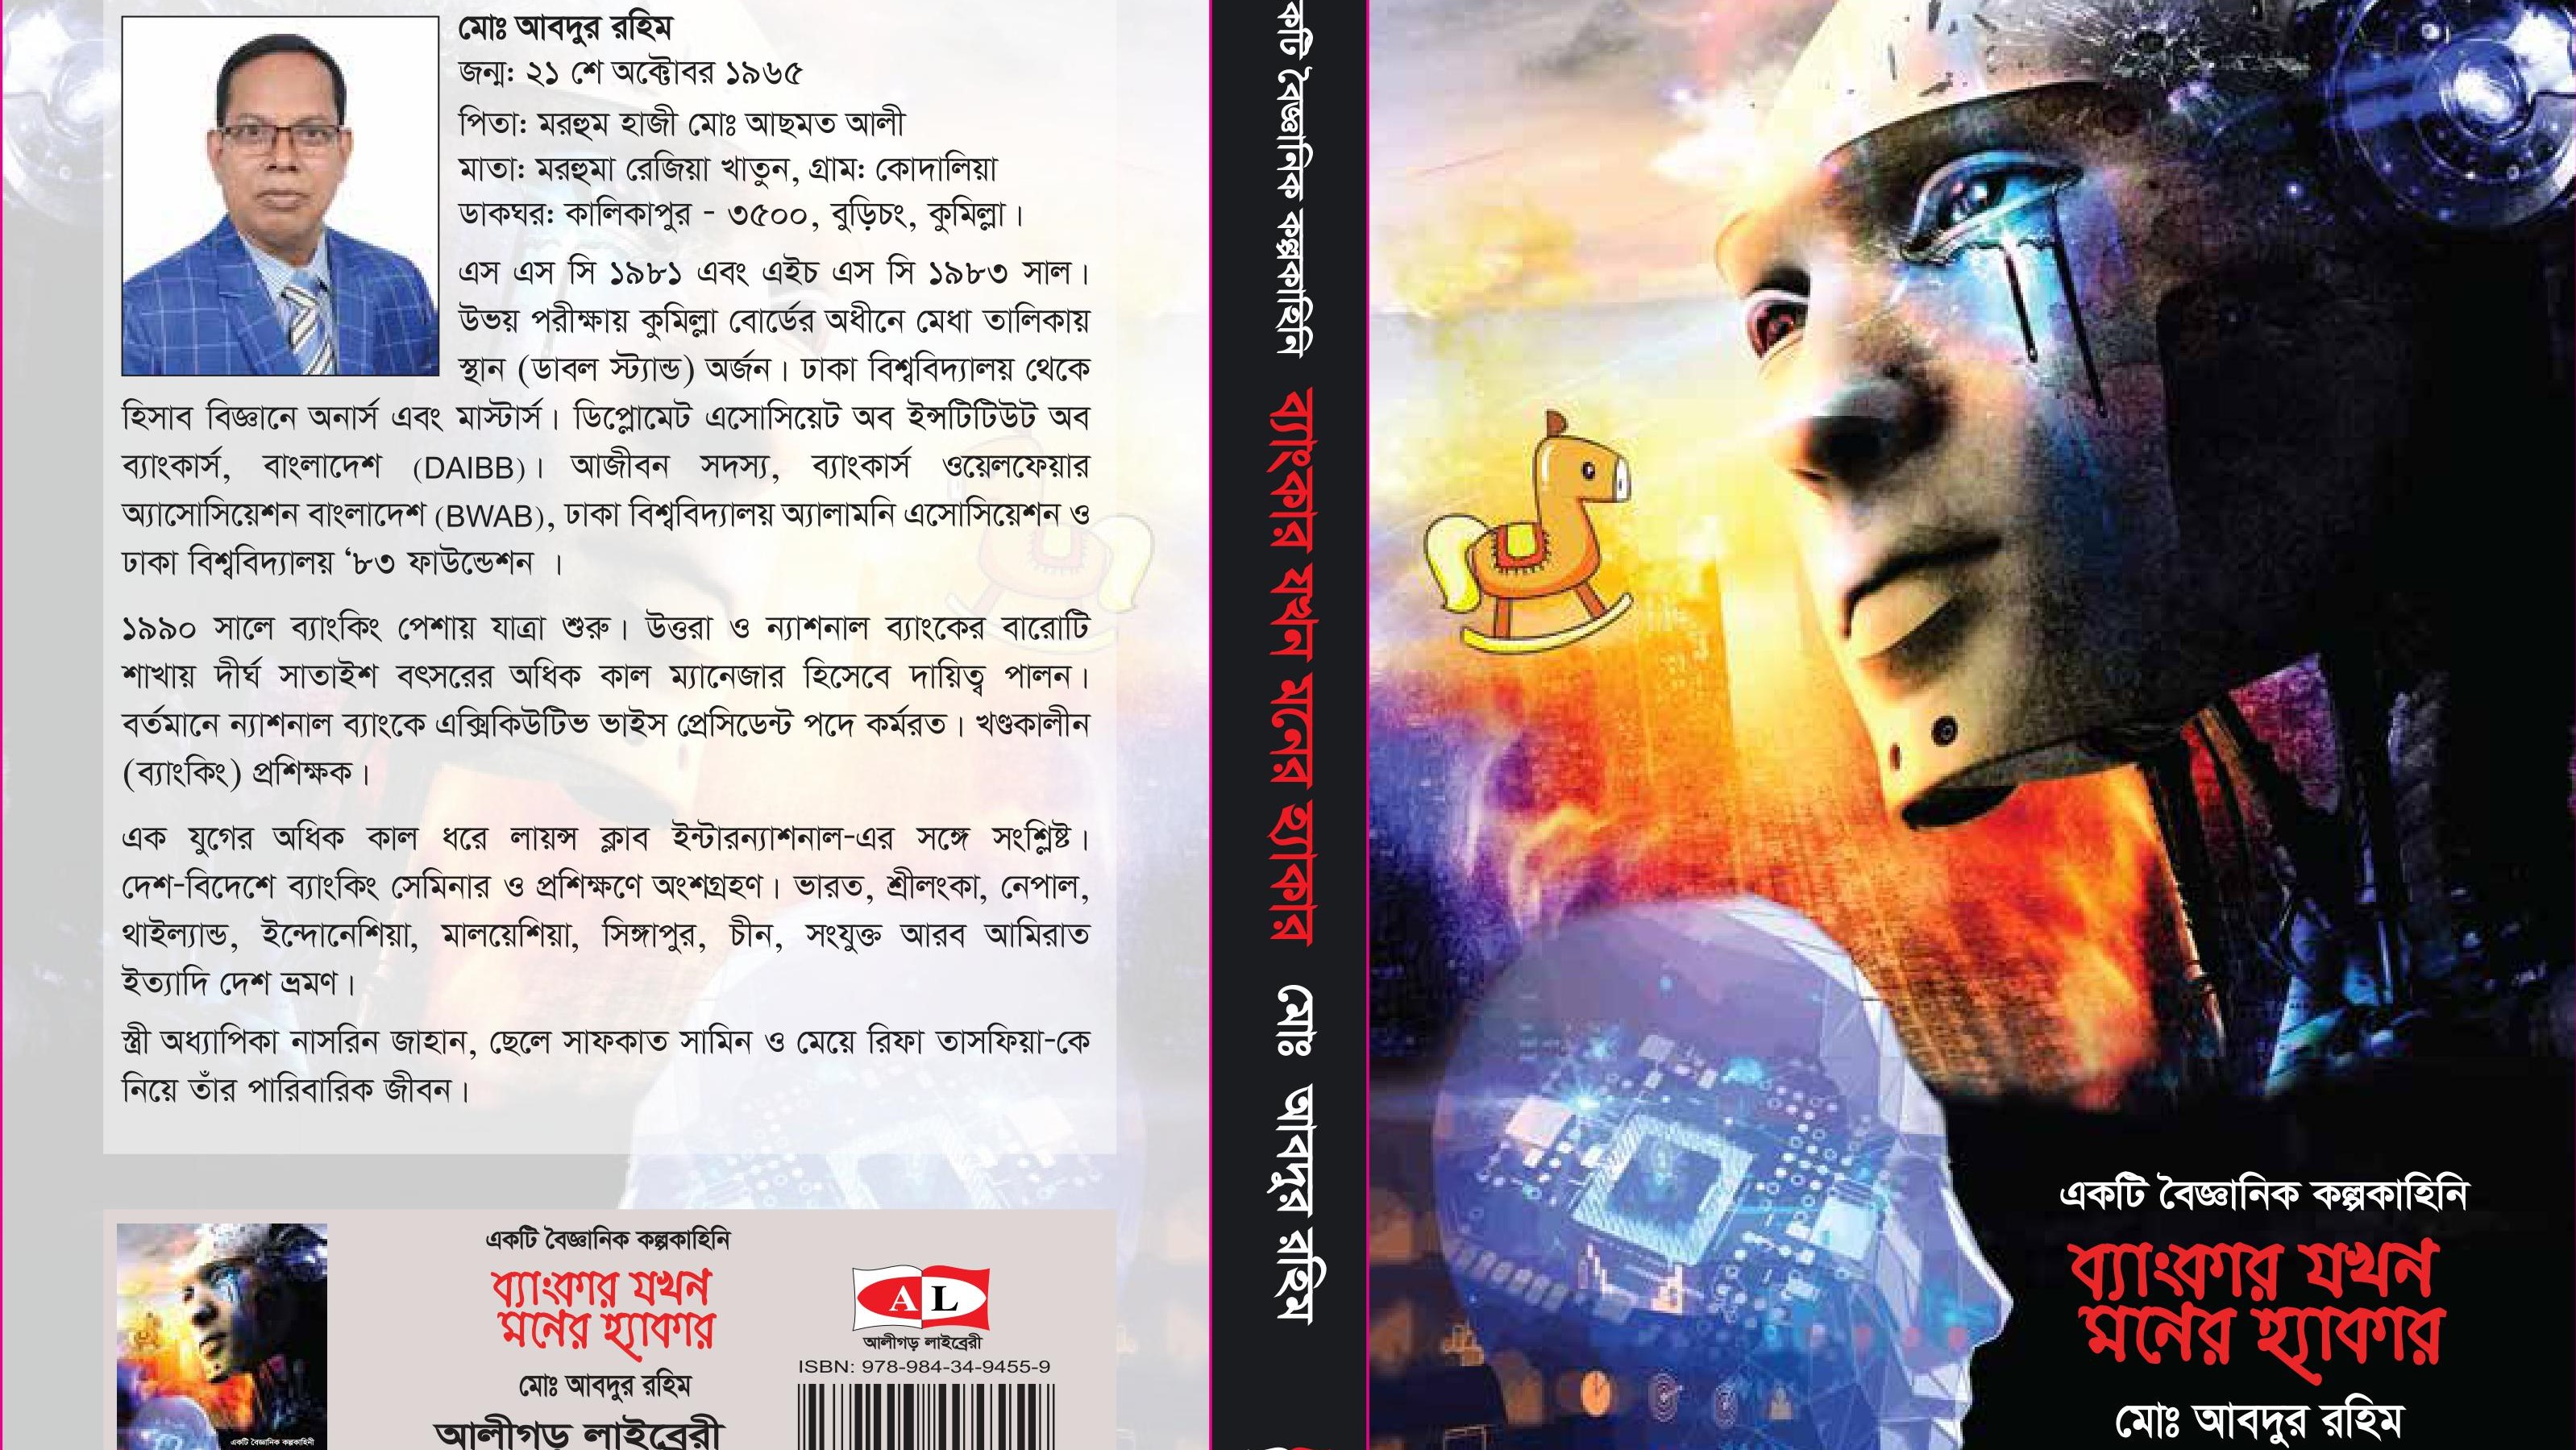 মোঃ আবদুর রহিম
জন্ম: ২১ শে অক্টোবর ১৯৬৫
পিতা: মরহুম হাজী মোঃ আছমত আলী
মাতা: মরহুমা রেজিয়া খাতুন, গ্রাম: কোদালিয়া
ডাকঘর: কালিকাপুর - ৩৫০০, বুড়িচং, কুমিল্লা।
এস এস সি ১৯৮১ এবং এইচ এস সি ১৯৮৩ সাল।
উভয় পরীক্ষায় কুমিল্লা বোর্ডের অধীনে মেধা তালিকায়
স্থান (ডাবল স্ট্যান্ড) অর্জন। ঢাকা বিশ্ববিদ্যালয় থেকে
হিসাব বিজ্ঞানে অনার্স এবং মাস্টার্স। ডিপ্লোমেট এসোসিয়েট অব ইন্সটিটিউট অব
ব্যাংকার্স, বাংলাদেশ (DAIBB)। আজীবন সদস্য, ব্যাংকার্স ওয়েলফেয়ার
অ্যাসোসিয়েশন বাংলাদেশ (BWAB), ঢাকা বিশ্ববিদ্যালয় অ্যালামনি এসোসিয়েশন ও
ঢাকা বিশ্ববিদ্যালয় ‘৮৩ ফাউন্ডেশন ।
১৯৯০ সালে ব্যাংকিং পেশায় যাত্রা শুরু। উত্তরা ও ন্যাশনাল ব্যাংকের বারোটি
শাখায় দীর্ঘ সাতাইশ বৎসরের অধিক কাল ম্যানেজার হিসেবে দায়িত্ব পালন।
বর্তমানে ন্যাশনাল ব্যাংকে এক্সিকিউটিভ ভাইস প্রেসিডেন্ট পদে কর্মরত। খণ্ডকালীন
(ব্যাংকিং) প্রশিক্ষক।
এক যুগের অধিক কাল ধরে লায়ন্স ক্লাব ইন্টারন্যাশনাল-এর সঙ্গে সংশ্লিষ্ট।
দেশ-বিদেশে ব্যাংকিং সেমিনার ও প্রশিক্ষণে অংশগ্রহণ। ভারত, শ্রীলংকা, নেপাল,
থাইল্যান্ড, ইন্দোনেশিয়া, মালয়েশিয়া, সিঙ্গাপুর, চীন, সংযুক্ত আরব আমিরাত
ইত্যাদি দেশ ভ্রমণ।
স্ত্রী অধ্যাপিকা নাসরিন জাহান, ছেলে সাফকাত সামিন ও মেয়ে রিফা তাসফিয়া-কে
নিয়ে তাঁর পারিবারিক জীবন।
একটি বৈজ্ঞানিক কল্পকাহিনি
একটি বৈজ্ঞানিক কল্পকাহিনি
ব্যাংকার যখন
মনের হ্যাকার
মোঃ আবদুর রহিম
আলীগড় লাইব্রেরী
A L
আলীগড় লাইব্রেরী
ISBN: 978-984-34-9455-9
কটি বৈজ্ঞানিক কল্পকাহিনি ব্যাংকার যখন মনের হ্যাকার মোঃ আবদুর রহিম
একটি বৈজ্ঞানিক কল্পকাহিনি
ব্যাংকার যখন
মনের হ্যাকার
মোঃ আবদুর রহিম